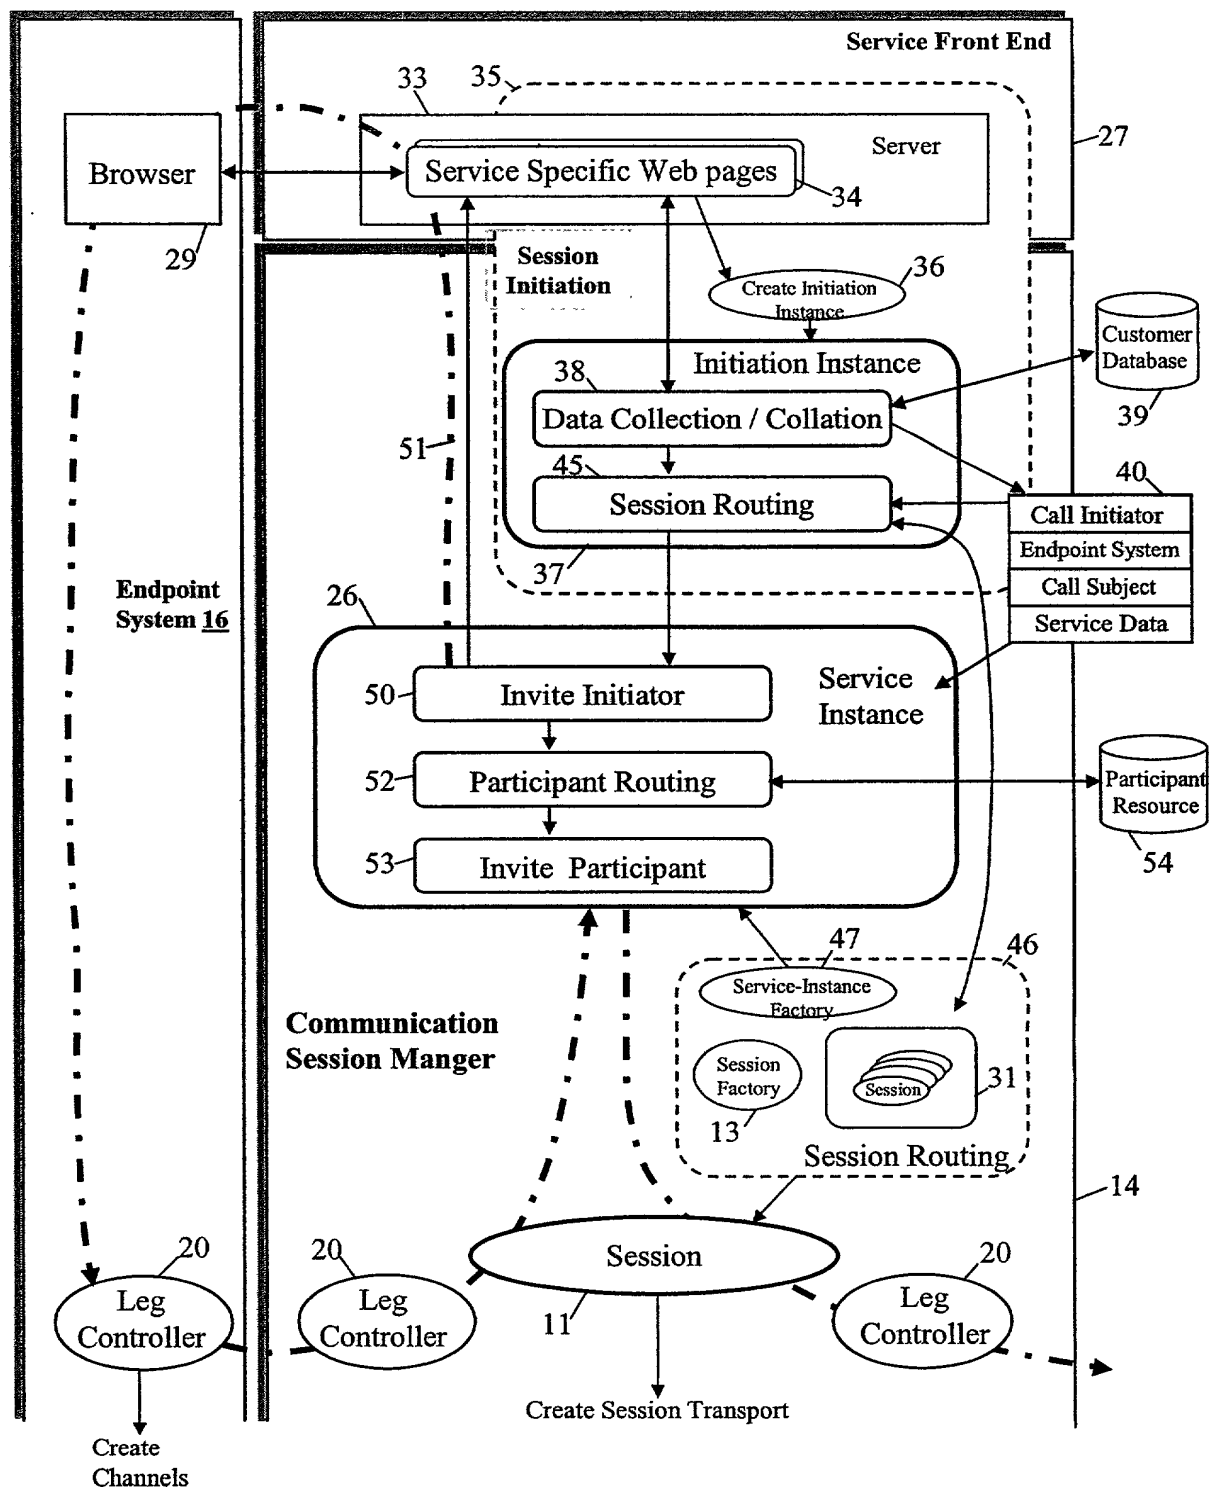 Service Front End
33
35
27
Browser
Server
Service Specific Web pages
34
29
Session
Initiation
36
Create Initiation
Instance
Customer
Database
39
Initiation Instance
38
Data Collection / Collation
51
45
Session Routing
37
40
Call Initiator
Endpoint System
Call Subject
Service Data
Endpoint
System 16
26
Service
Instance
50
Invite Initiator
52
Participant Routing
53
Invite Participant
Participant
Resource
54
47
46
Service-Instance
Factory
Communication
Session Manger
Session
Factory
13
Session
31
Session Routing
14
20
Leg
Controller
20
Leg
Controller
Session
11
20
Leg
Controller
Create Session Transport
Create
Channels